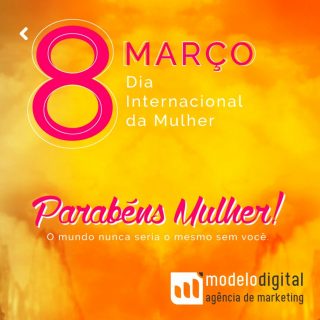 8 MARÇO
Dia
Internacional
da Mulher
Parabéns Mulher!
O mundo nunca seria o mesmo sem você.
modelodigital
agência de marketing